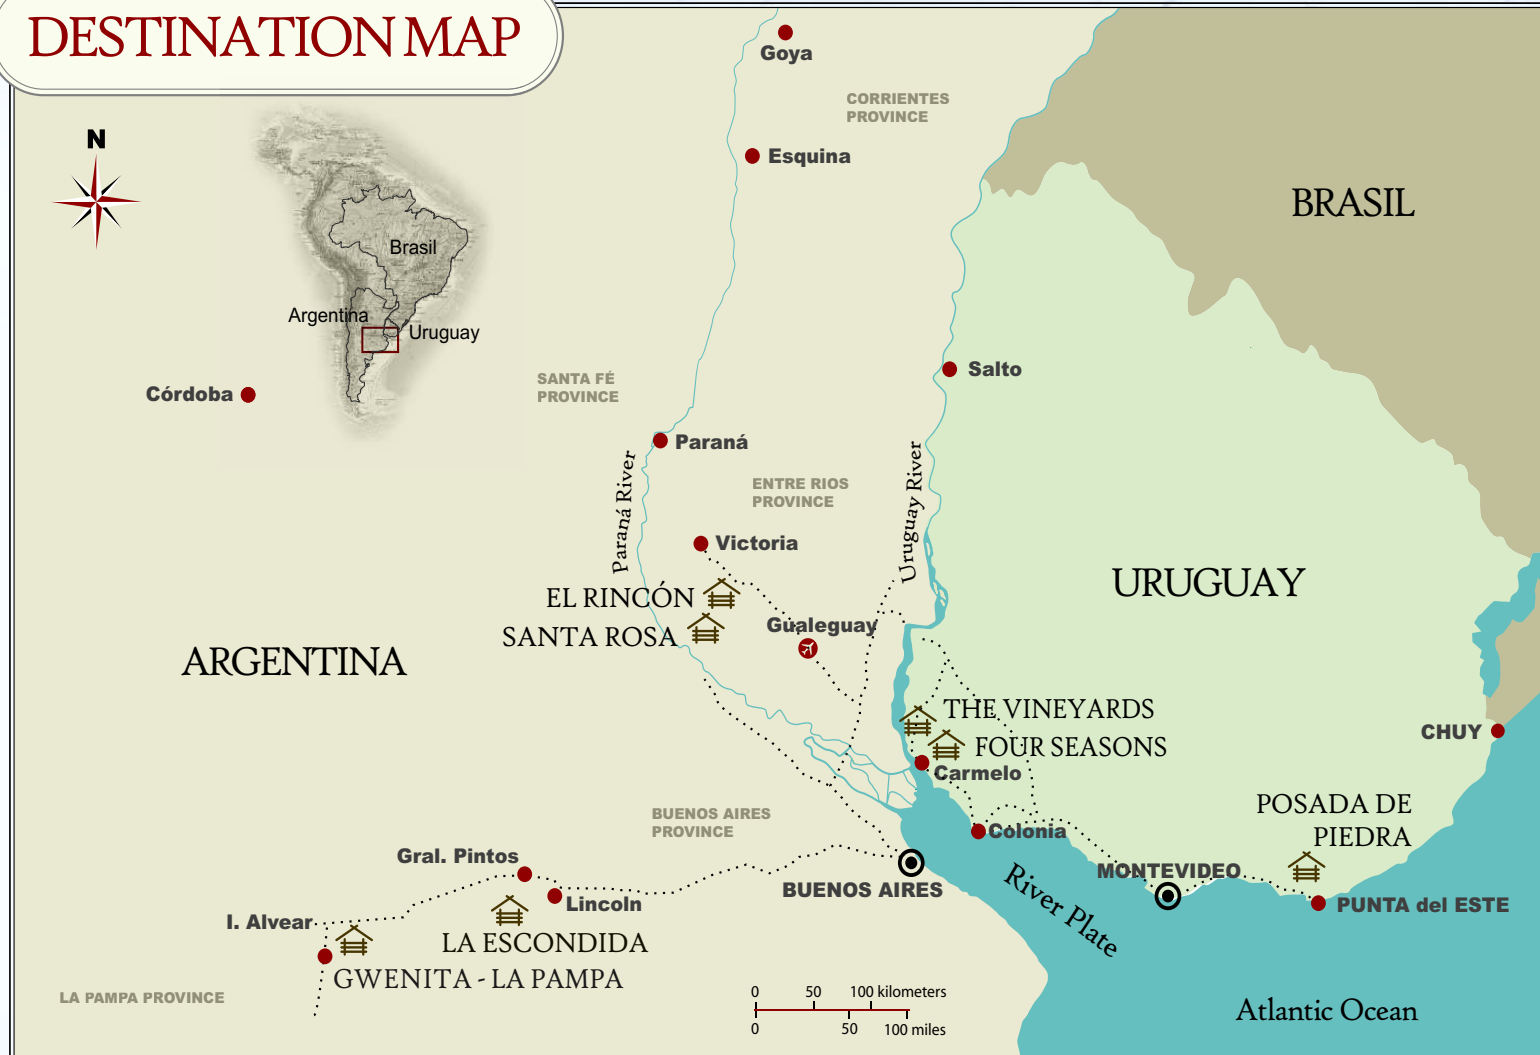 DESTINATION MAP
N
Goya
CORRIENTES
PROVINCE
Esquina
BRASIL
Brasil
Argentina
Uruguay
Córdoba
SANTA FÉ
PROVINCE
Salto
Paraná
Paraná River
ENTRE RIOS
PROVINCE
Uruguay River
Victoria
EL RINCÓN
SANTA ROSA
Gualeguay
URUGUAY
ARGENTINA
THE VINEYARDS
FOUR SEASONS
Carmelo
CHUY
POSADA DE
PIEDRA
BUENOS AIRES
PROVINCE
Colonia
Gral. Pintos
BUENOS AIRES
River Plate
MONTEVIDEO
Lincoln
PUNTA del ESTE
I. Alvear
LA ESCONDIDA
GWENITA - LA PAMPA
LA PAMPA PROVINCE
0 50 100 kilometers
0 50 100 miles
Atlantic Ocean